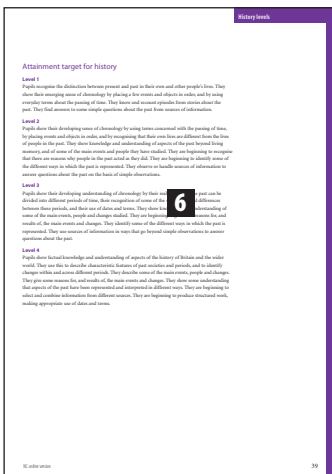 History levels
Attainment target for history
Level 1
Pupils recognise the distinction between present and past in their own and other people's lives. They
show their emerging sense of chronology by placing a few events and objects in order, and by using
everyday terms about the passing of time. They know and recount episodes from stories about the
past. They find answers to some simple questions about the past from sources of information.
Level 2
Pupils show their developing sense of chronology by using terms concerned with the passing of time,
by placing events and objects in order, and by recognising that their own lives are different from the lives
of people in the past. They show knowledge and understanding of aspects of the past beyond living
memory, and of some of the main events and people they have studied. They are beginning to recognise
that there are reasons why people in the past acted as they did. They are beginning to identify some of
the different ways in which the past is represented. They observe or handle sources of information to
answer questions about the past on the basis of simple observations.
Level 3
Pupils show their developing understanding of chronology by their past can be
divided into different periods of time, their recognition of some of the differences
between these periods, and their use of dates and terms. They show understanding of
some of the main events, people and changes studied. They are beginning reasons for, and
results of, the main events and changes. They identify some of the different ways in which the past is
represented. They use sources of information in ways that go beyond simple observations to answer
questions about the past.
6
Level 4
Pupils show factual knowledge and understanding of aspects of the history of Britain and the wider
world. They use this to describe characteristic features of past societies and periods, and to identify
changes within and across different periods. They describe some of the main events, people and changes.
They give some reasons for, and results of, the main events and changes. They show some understanding
that aspects of the past have been represented and interpreted in different ways. They are beginning to
select and combine information from different sources. They are beginning to produce structured work,
making appropriate use of dates and terms.
NC online version
39